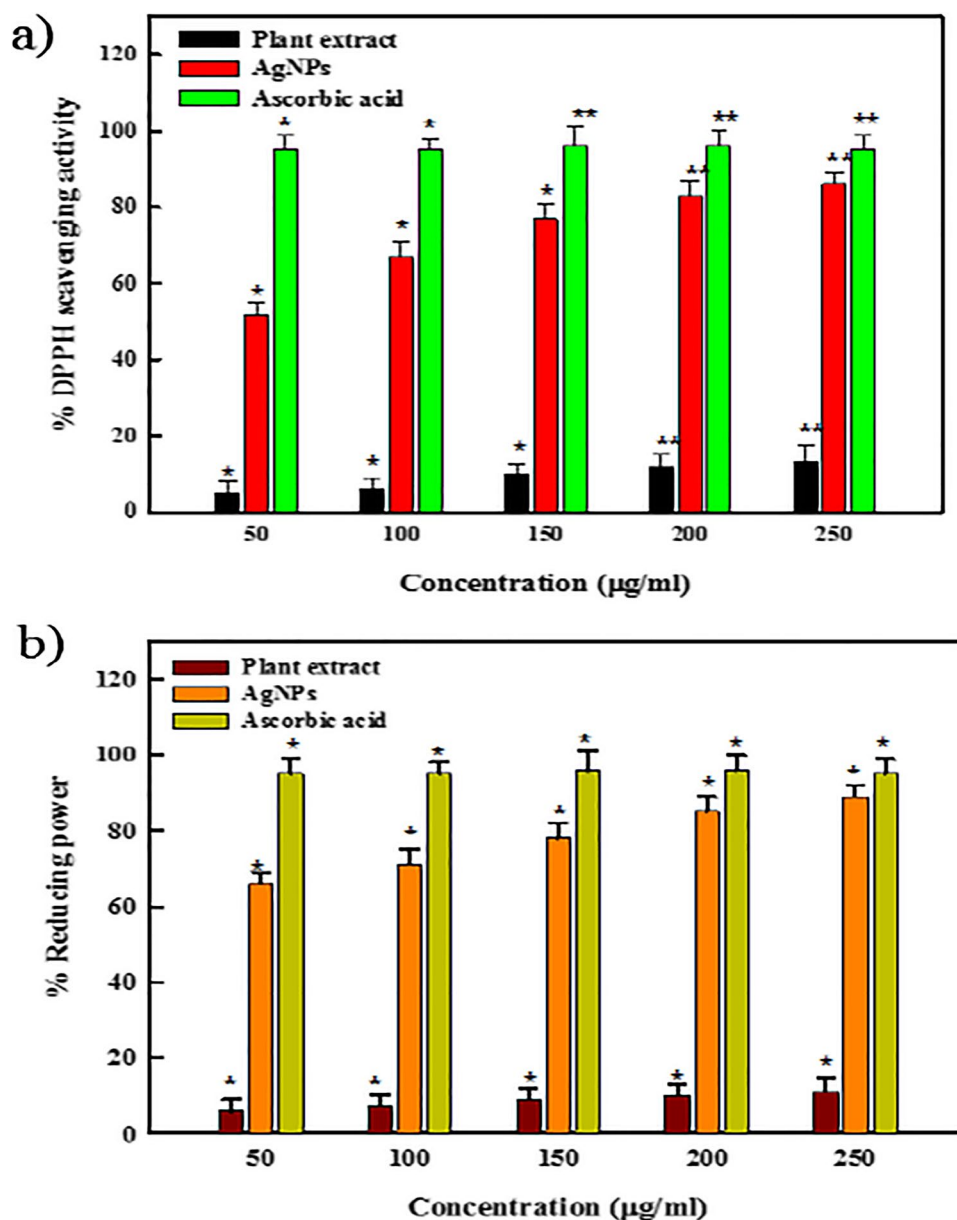 a)
Plant extract
AgNPs
Ascorbic acid
% DPPH scavenging activity
120
100
80
60
40
20
0
* * * * * * * * ** ** ** ** ** ** **
50 100 150 200 250
Concentration (µg/ml)
b)
Plant extract
AgNPs
Ascorbic acid
% Reducing power
120
100
80
60
40
20
0
* * * * * * * * * * * * * * *
50 100 150 200 250
Concentration (µg/ml)